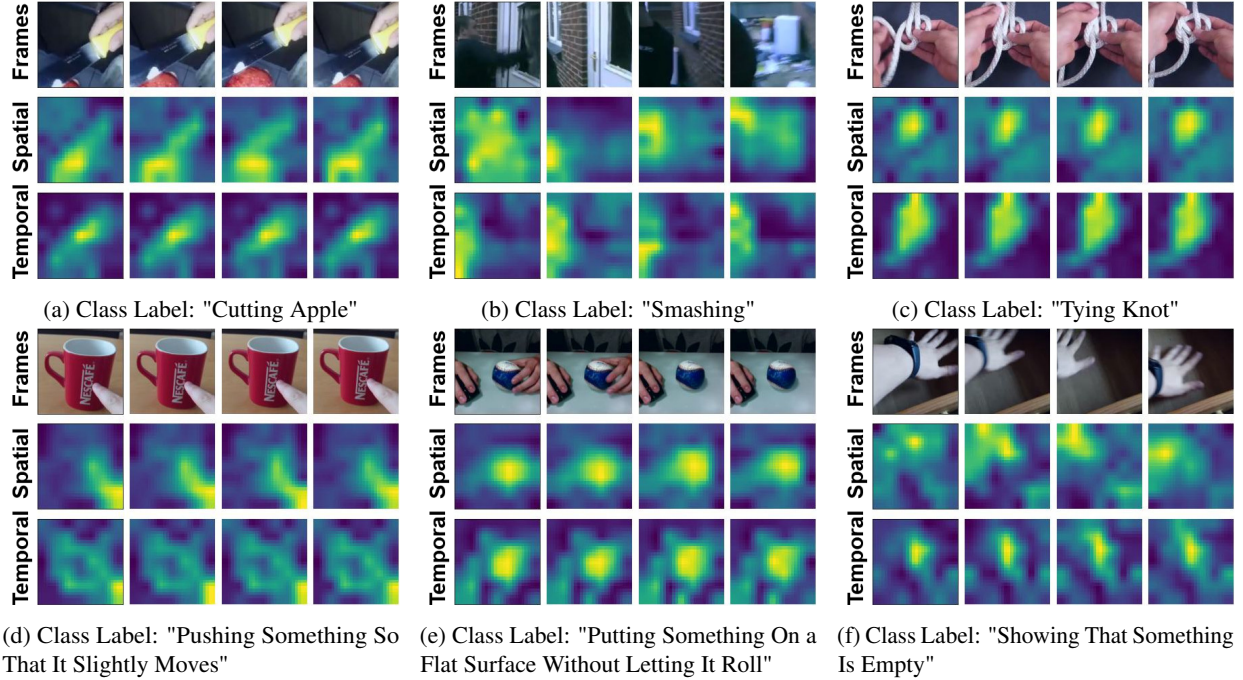 Frames
Spatial
Temporal
(a) Class Label: "Cutting Apple"
Frames
Spatial
Temporal
(b) Class Label: "Smashing"
Frames
Spatial
Temporal
(c) Class Label: "Tying Knot"
Frames
NESCAFÉ
NESCAFÉ
NESCAFÉ
NESCAFÉ
Spatial
Temporal
(d) Class Label: "Pushing Something So
That It Slightly Moves"
Frames
Spatial
Temporal
(e) Class Label: "Putting Something On a
Flat Surface Without Letting It Roll"
Frames
Spatial
Temporal
(f) Class Label: "Showing That Something
Is Empty"